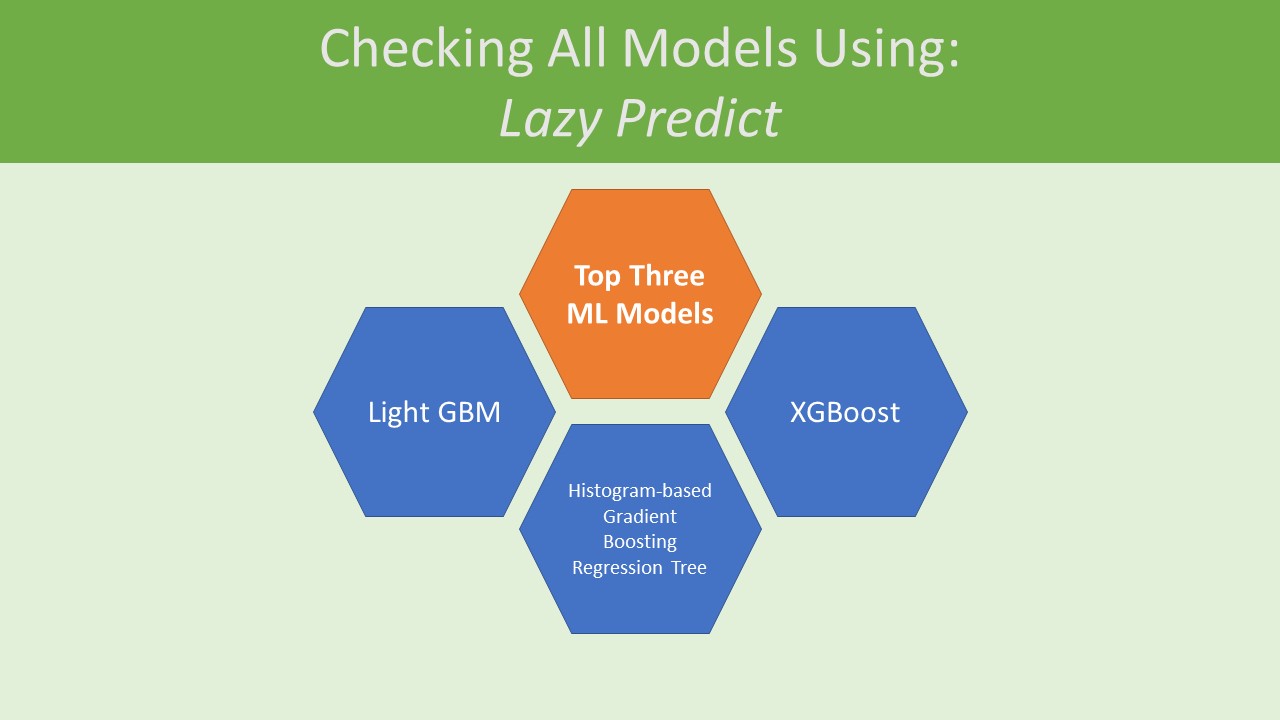 Checking All Models Using:
Lazy Predict
Top Three
ML Models
Light GBM
XGBoost
Histogram-based
Gradient
Boosting
Regression Tree